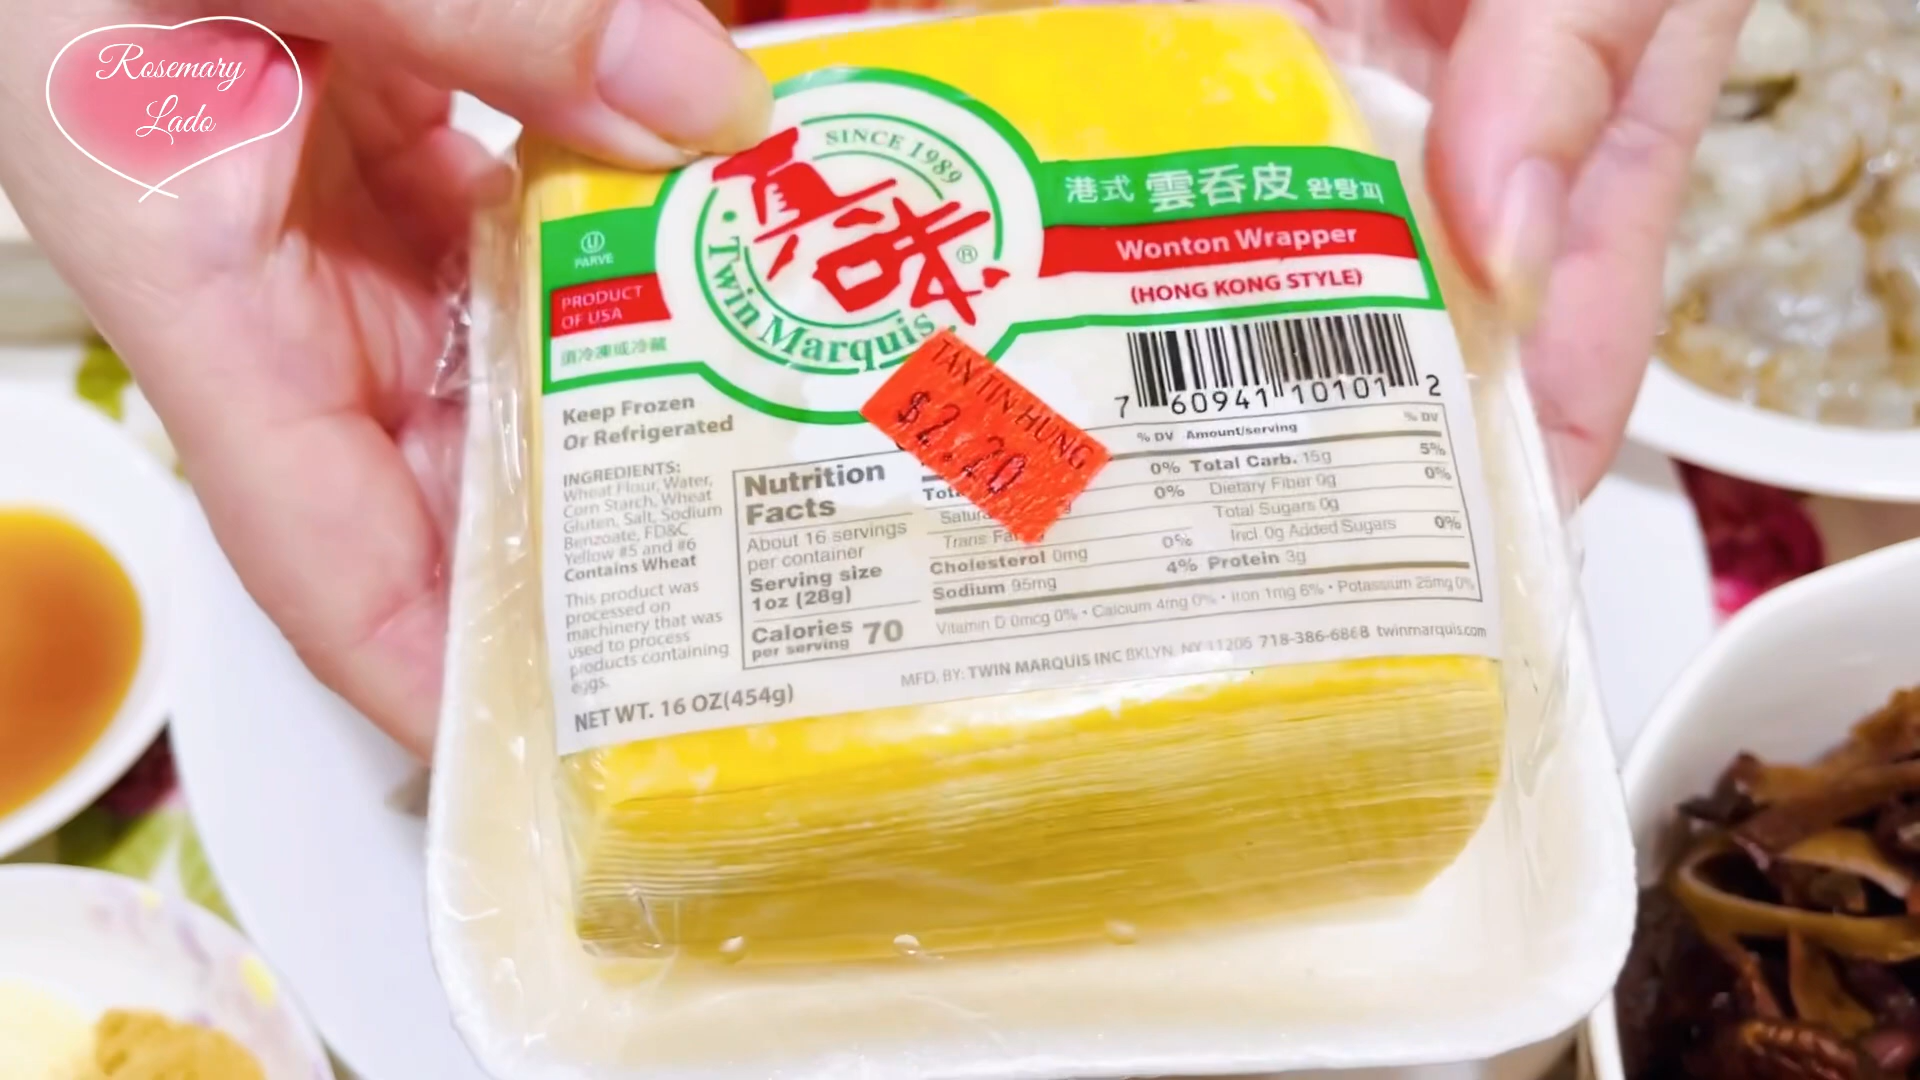 Rosemary
Lado
SINCE 1989
真味
®
Twin Marquis
U
PARVE
PRODUCT
OF USA
須冷凍或冷藏
港式 雲吞皮 완탕피
Wonton Wrapper
(HONG KONG STYLE)
7 60941 10101 2
TAN TIN HUNG
$2.20
Keep Frozen
Or Refrigerated
INGREDIENTS:
Wheat Flour, Water,
Corn Starch, Wheat
Gluten, Salt, Sodium
Benzoate, FD&C
Yellow #5 and #6
Contains Wheat
This product was
processed on
machinery that was
used to process
products containing
eggs.
NET WT. 16 OZ(454g)
Nutrition
Facts
About 16 servings
per container
Serving size
1oz (28g)
Calories 70
per serving
% DV Amount/serving % DV
0% Total Carb. 15g 5%
0% Dietary Fiber 0g 0%
Total Sugars 0g
Trans
Incl. 0g Added Sugars 0%
Cholesterol 0mg 0%
Sodium 95mg 4% Protein 3g
Vitamin D 0mcg 0% • Calcium 4mg 0% • Iron 1mg 6% • Potassium 25mg 0%
MFD. BY: TWIN MARQUIS INC BKLYN, NY 11206 718-386-6868 twinmarquis.com